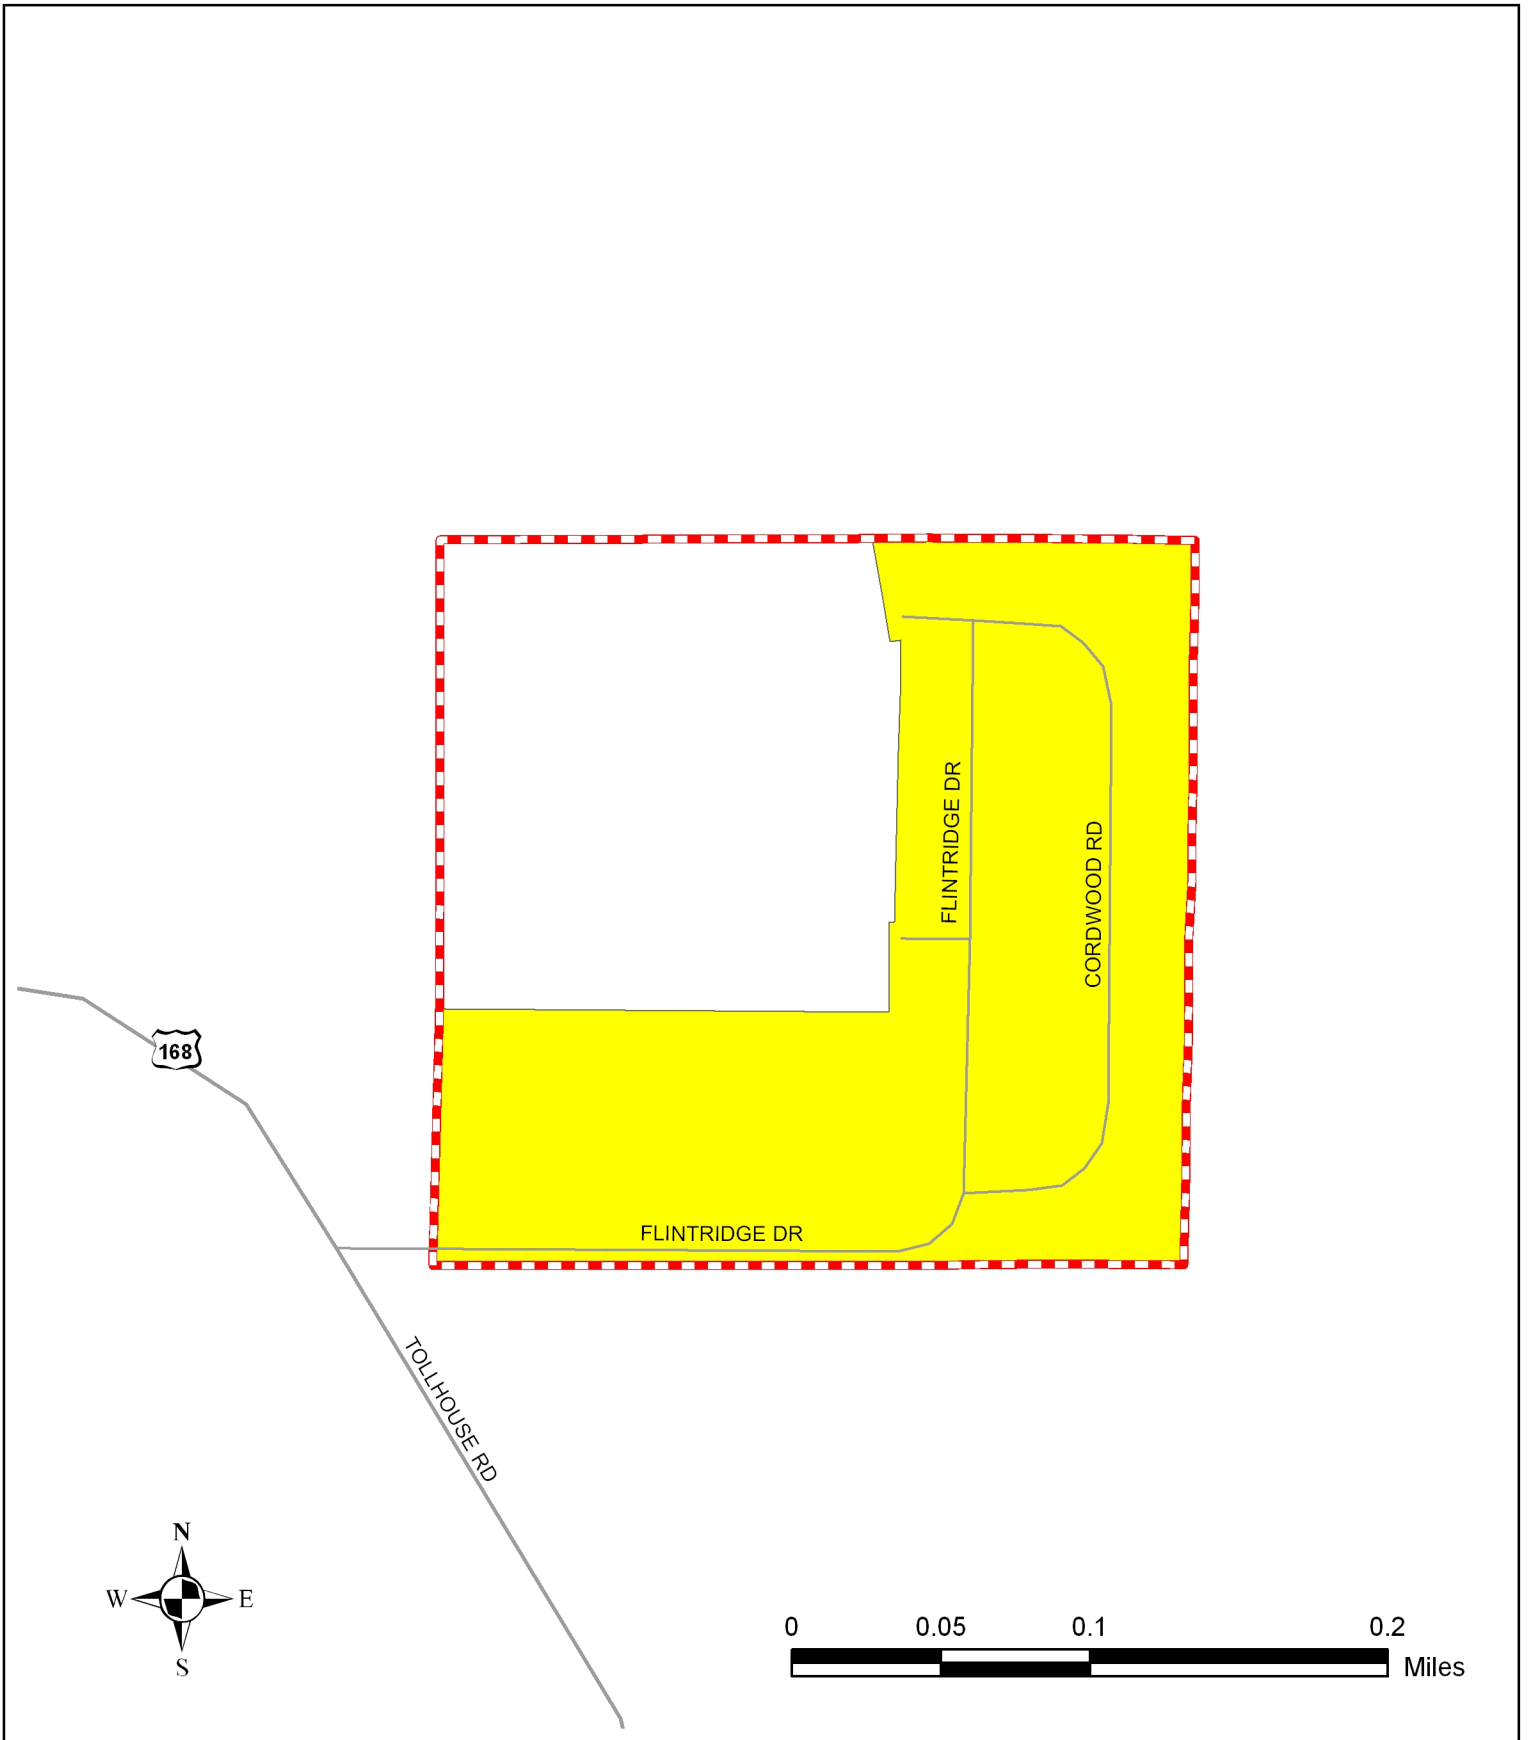 FLINTRIDGE DR
CORDWOOD RD
168
FLINTRIDGE DR
TOLLHOUSE RD
N
W E
S
0 0.05 0.1 0.2
Miles